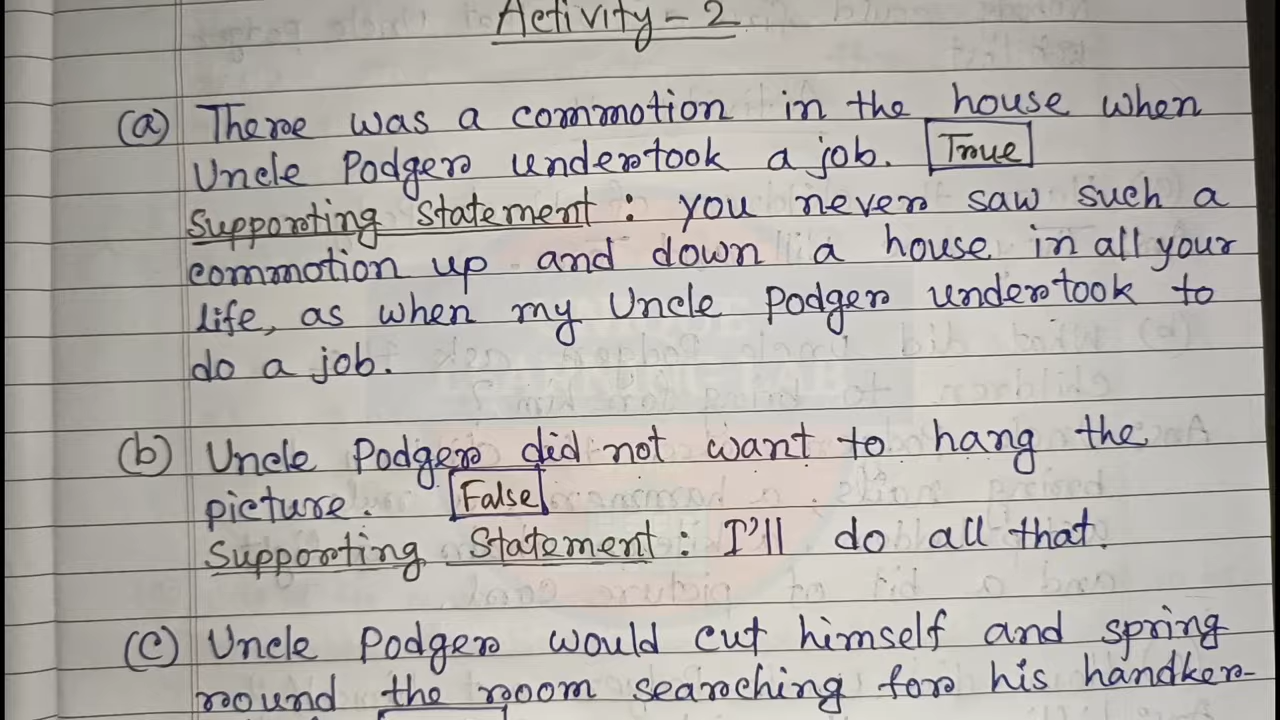 Activity - 2
(a) There was a commotion in the house when
Uncle Podger undertook a job. True
Supporting statement : you never saw such a
commotion up and down a house in all your
life, as when my Uncle Podger undertook to
do a job.
(b) Uncle Podger did not want to hang the
picture. False
Supporting Statement : I'll do all that.
(c) Uncle Podger would cut himself and spring
round the room searching for his handker-